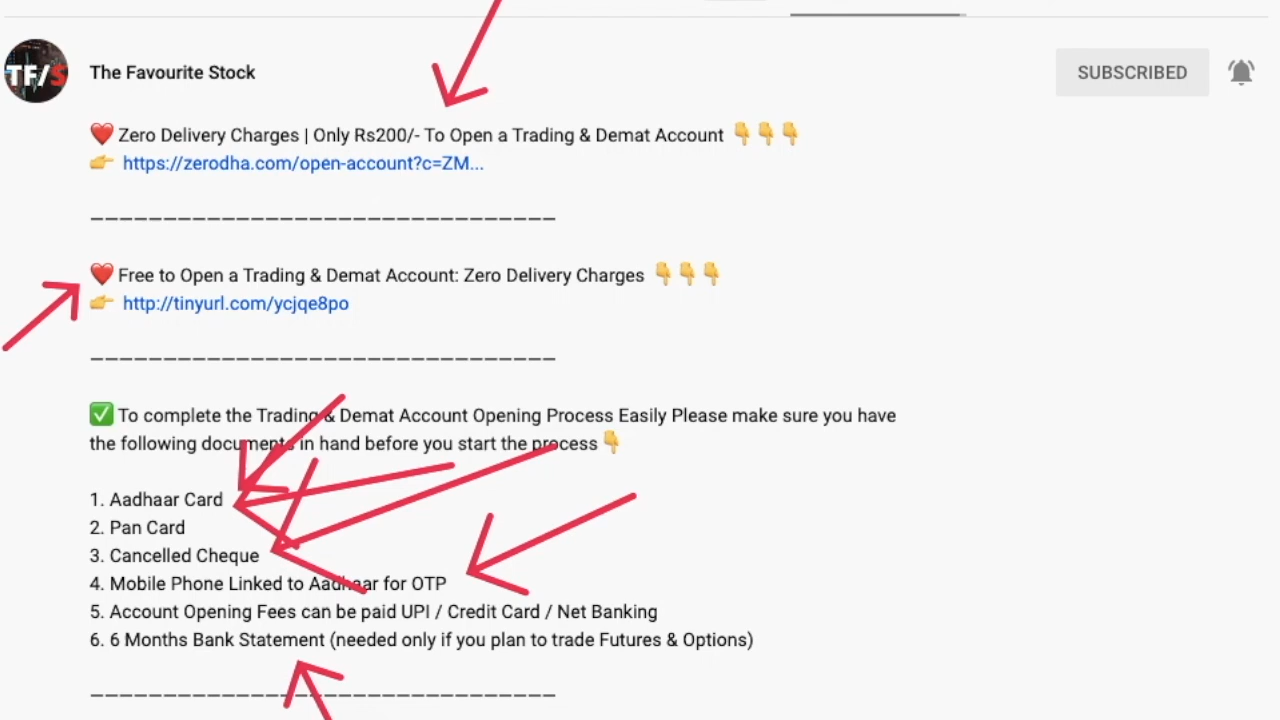 TF/S
The Favourite Stock
SUBSCRIBED
❤️ Zero Delivery Charges | Only Rs200/- To Open a Trading & Demat Account 👇👇👇
👉 https://zerodha.com/open-account?c=ZM...
________________________________
❤️ Free to Open a Trading & Demat Account: Zero Delivery Charges 👇👇👇
👉 http://tinyurl.com/ycjqe8po
________________________________
✅ To complete the Trading & Demat Account Opening Process Easily Please make sure you have
the following documents in hand before you start the process 👇
1. Aadhaar Card
2. Pan Card
3. Cancelled Cheque
4. Mobile Phone Linked to Aadhaar for OTP
5. Account Opening Fees can be paid UPI / Credit Card / Net Banking
6. 6 Months Bank Statement (needed only if you plan to trade Futures & Options)
________________________________